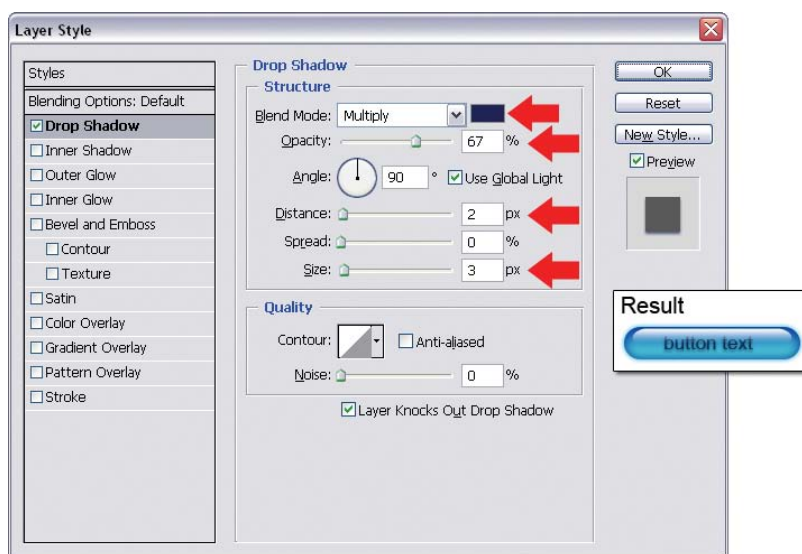 Layer Style
Styles
Blending Options: Default
Drop Shadow
Inner Shadow
Outer Glow
Inner Glow
Bevel and Emboss
Contour
Texture
Satin
Color Overlay
Gradient Overlay
Pattern Overlay
Stroke
Drop Shadow
Structure
Blend Mode: Multiply
Opacity: 67 %
Angle: 90 ° Use Global Light
Distance: 2 px
Spread: 0 %
Size: 3 px
Quality
Contour: Anti-aliased
Noise: 0 %
Layer Knocks Out Drop Shadow
OK
Reset
New Style...
Preview
Result
button text